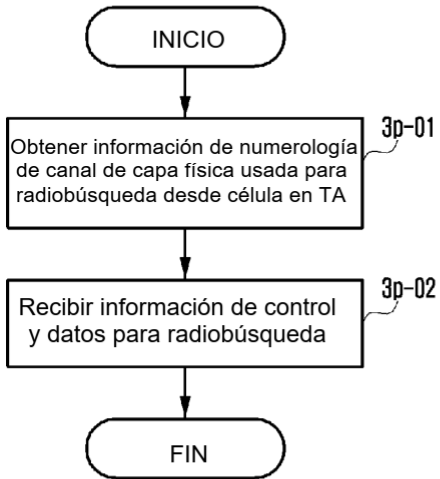 INICIO
3p-01
Obtener información de numerología
de canal de capa física usada para
radiobúsqueda desde célula en TA
3p-02
Recibir información de control
y datos para radiobúsqueda
FIN